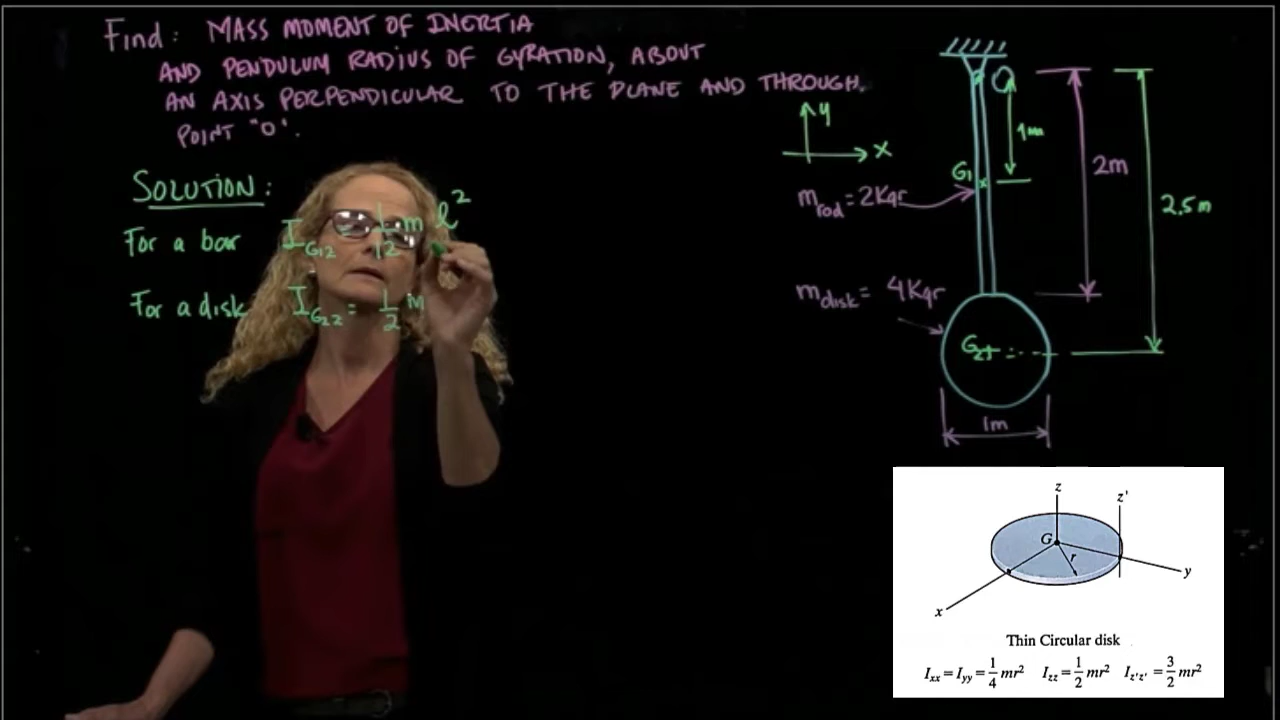 Find: MASS MOMENT OF INERTIA
AND PENDULUM RADIUS OF GYRATION, ABOUT
AN AXIS PERPENDICULAR TO THE PLANE AND THROUGH.
POINT "O".
SOLUTION:
For a bar I_G1z = 1/12 m l²
For a disk I_G2z = 1/2 m
O
y
x
1m
G₁
2m
m_rod = 2Kgr
2.5m
m_disk = 4Kgr
G₂
1m
z
z'
G
r
y
x
Thin Circular disk
I_xx = I_yy = 1/4 mr² I_zz = 1/2 mr² I_z'z' = 3/2 mr²